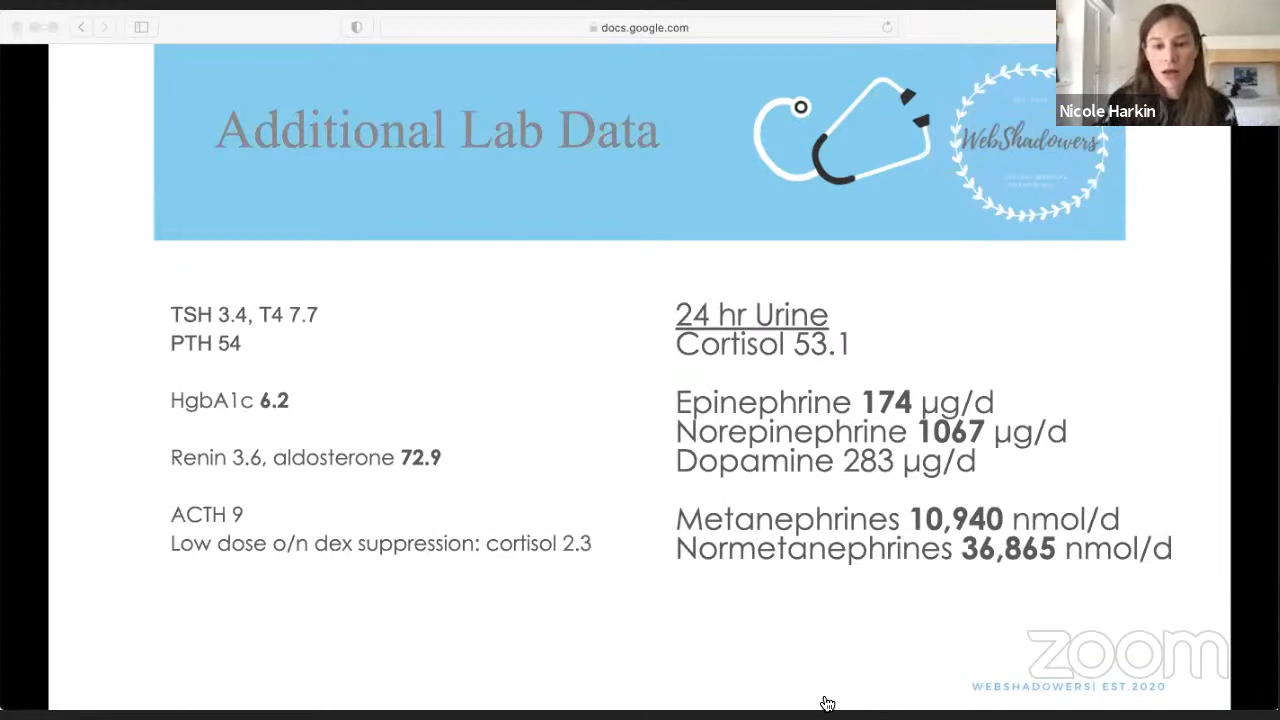 docs.google.com
Nicole Harkin
Additional Lab Data
WebShadowers
TSH 3.4, T4 7.7
PTH 54
HgbA1c 6.2
Renin 3.6, aldosterone 72.9
ACTH 9
Low dose o/n dex suppression: cortisol 2.3
24 hr Urine
Cortisol 53.1
Epinephrine 174 µg/d
Norepinephrine 1067 µg/d
Dopamine 283 µg/d
Metanephrines 10,940 nmol/d
Normetanephrines 36,865 nmol/d
zoom
WEBSHADOWERS| EST.2020